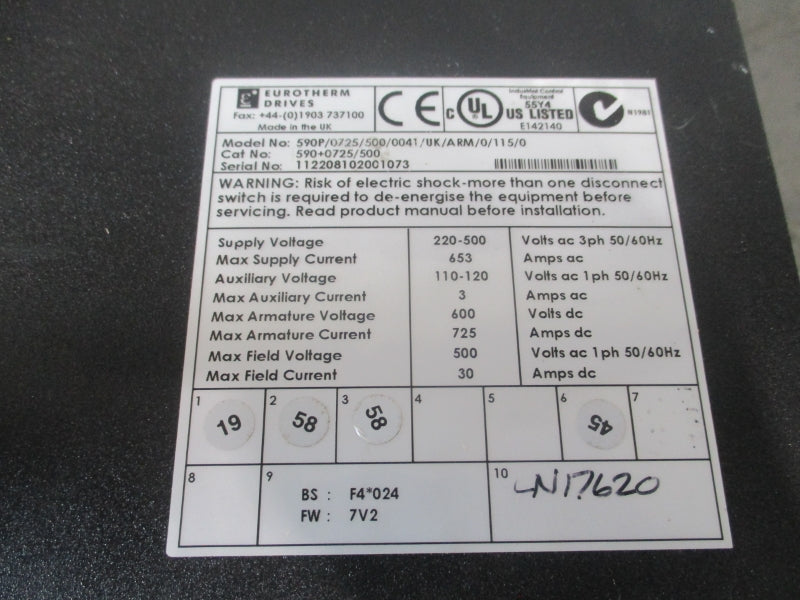 EUROTHERM
DRIVES
Fax: +44-(0)1903 737100
Made in the UK
CE
C UL US LISTED
Industrial Control
Equipment
55Y4
E142140
N1981
Model No: 590P/0725/500/0041/UK/ARM/0/115/0
Cat No: 590+0725/500
Serial No: 112208102001073
WARNING: Risk of electric shock-more than one disconnect
switch is required to de-energise the equipment before
servicing. Read product manual before installation.
Supply Voltage 220-500 Volts ac 3ph 50/60Hz
Max Supply Current 653 Amps ac
Auxiliary Voltage 110-120 Volts ac 1ph 50/60Hz
Max Auxiliary Current 3 Amps ac
Max Armature Voltage 600 Volts dc
Max Armature Current 725 Amps dc
Max Field Voltage 500 Volts ac 1ph 50/60Hz
Max Field Current 30 Amps dc
1 2 3 4 5 6 7
19 58 58 45
8 9 10
BS : F4*024
FW : 7V2
LN17620